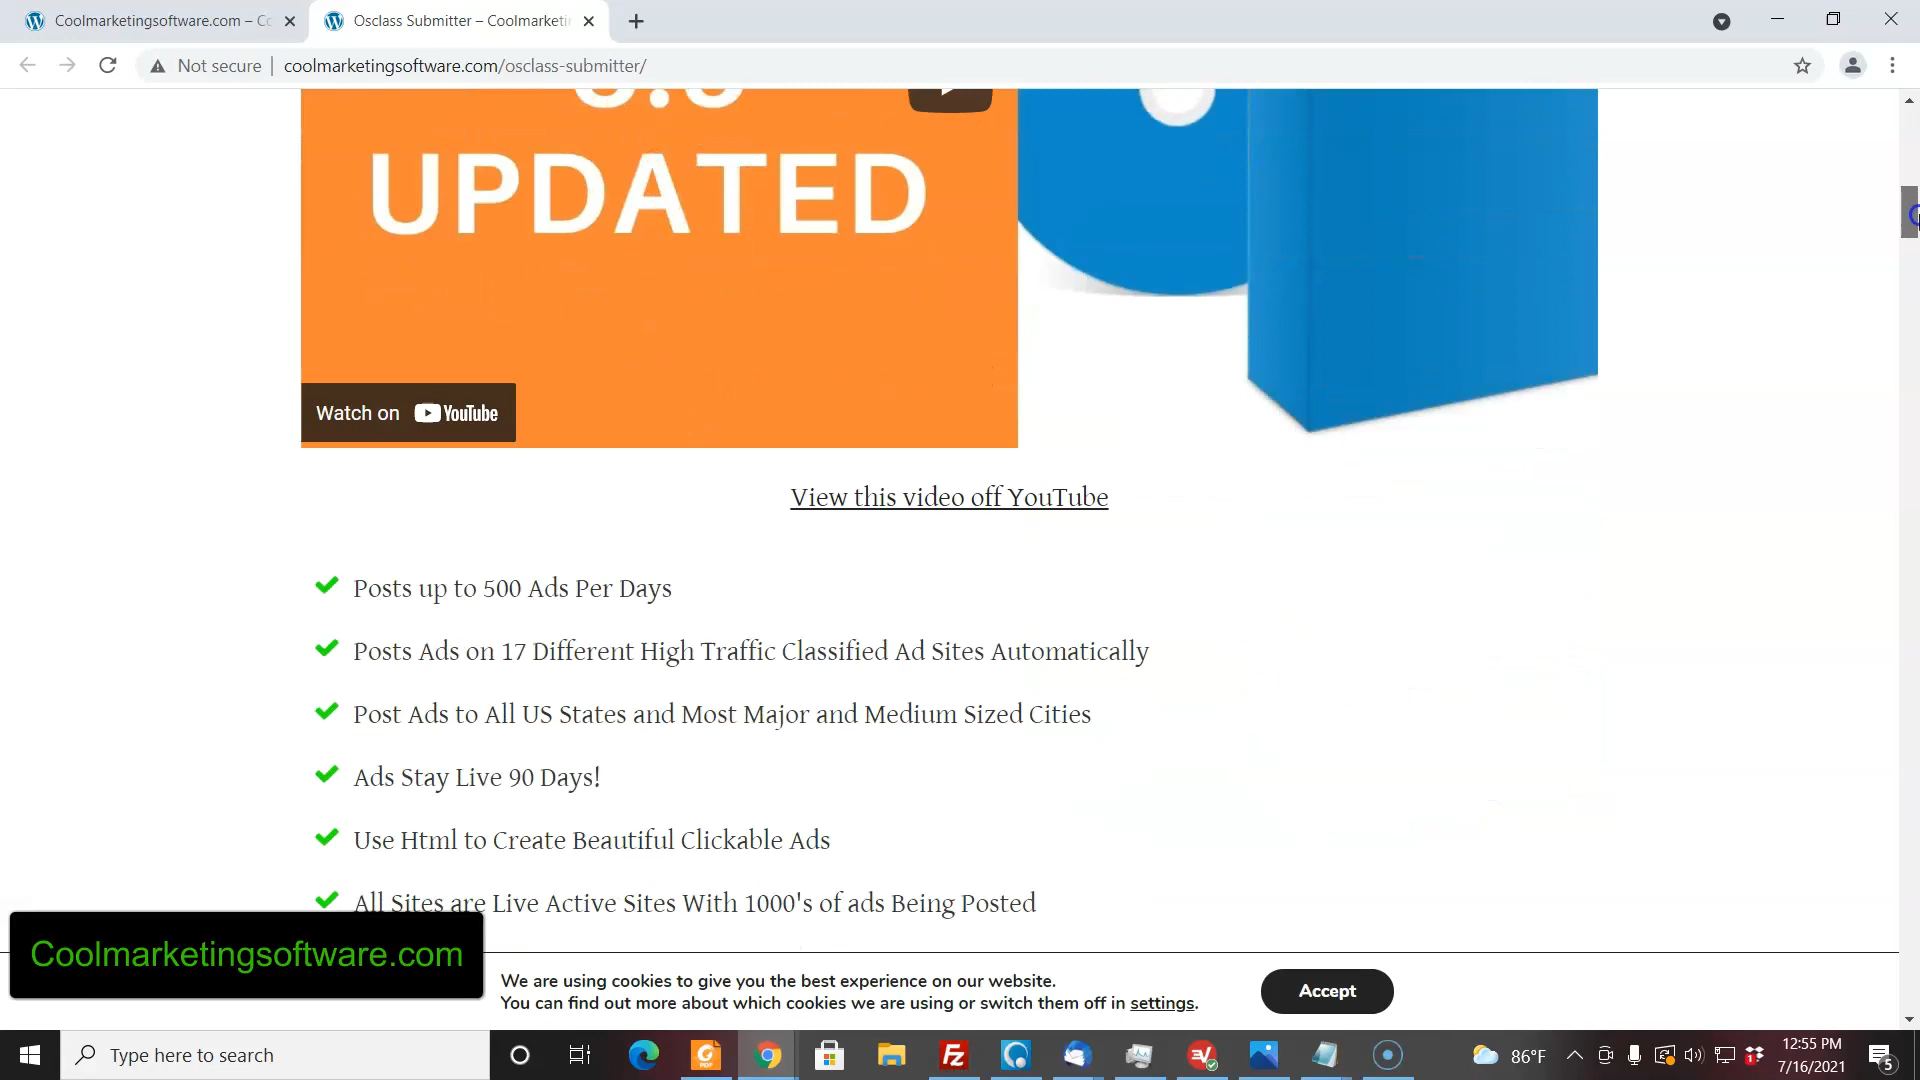 Coolmarketingsoftware.com – Co
Osclass Submitter – Coolmarketin
Not secure
coolmarketingsoftware.com/osclass-submitter/
UPDATED
Watch on YouTube
View this video off YouTube
Posts up to 500 Ads Per Days
Posts Ads on 17 Different High Traffic Classified Ad Sites Automatically
Post Ads to All US States and Most Major and Medium Sized Cities
Ads Stay Live 90 Days!
Use Html to Create Beautiful Clickable Ads
All Sites are Live Active Sites With 1000's of ads Being Posted
Coolmarketingsoftware.com
We are using cookies to give you the best experience on our website.
You can find out more about which cookies we are using or switch them off in settings.
Accept
Type here to search
86°F
12:55 PM
7/16/2021
5